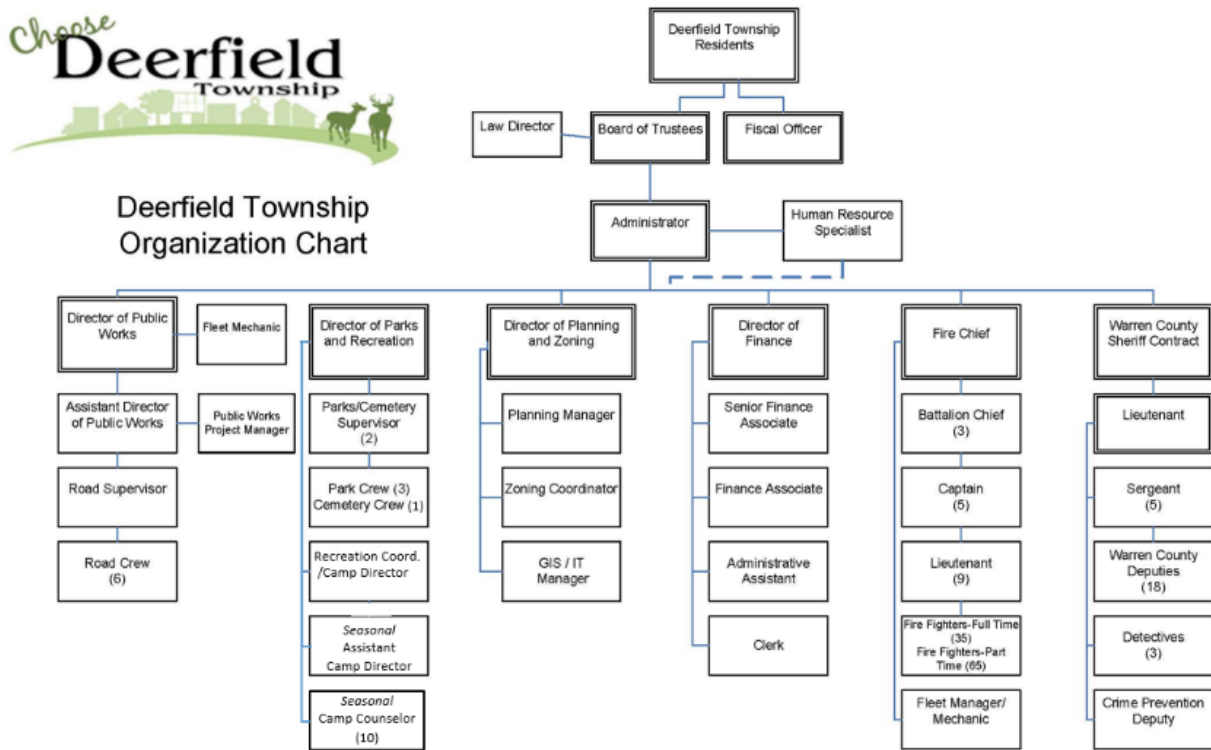 Choose
Deerfield
Township
Deerfield Township
Organization Chart
Deerfield Township
Residents
Law Director
Board of Trustees
Fiscal Officer
Administrator
Human Resource
Specialist
Director of Public
Works
Fleet Mechanic
Assistant Director
of Public Works
Public Works
Project Manager
Road Supervisor
Road Crew
(6)
Director of Parks
and Recreation
Parks/Cemetery
Supervisor
(2)
Park Crew (3)
Cemetery Crew (1)
Recreation Coord.
/Camp Director
Seasonal
Assistant
Camp Director
Seasonal
Camp Counselor
(10)
Director of Planning
and Zoning
Planning Manager
Zoning Coordinator
GIS / IT
Manager
Director of
Finance
Senior Finance
Associate
Finance Associate
Administrative
Assistant
Clerk
Fire Chief
Battalion Chief
(3)
Captain
(5)
Lieutenant
(9)
Fire Fighters-Full Time
(35)
Fire Fighters-Part
Time (65)
Fleet Manager/
Mechanic
Warren County
Sheriff Contract
Lieutenant
Sergeant
(5)
Warren County
Deputies
(18)
Detectives
(3)
Crime Prevention
Deputy